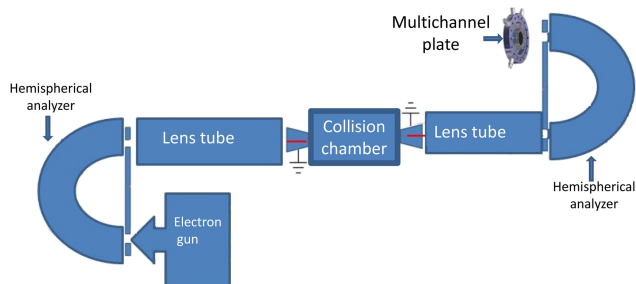 Multichannel
plate
Hemispherical
analyzer
Lens tube
Collision
chamber
Lens tube
Hemispherical
analyzer
Electron
gun